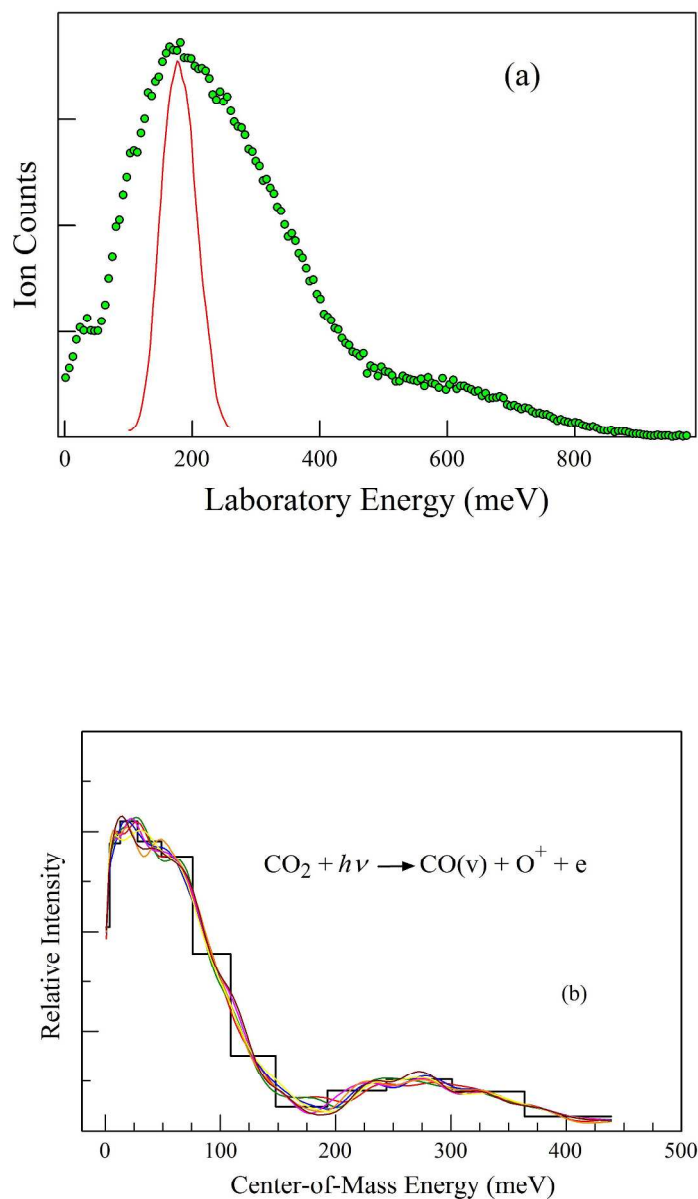 (a)
Ion Counts
0 200 400 600 800
Laboratory Energy (meV)
CO₂ + hν → CO(v) + O⁺ + e
(b)
Relative Intensity
0 100 200 300 400 500
Center-of-Mass Energy (meV)